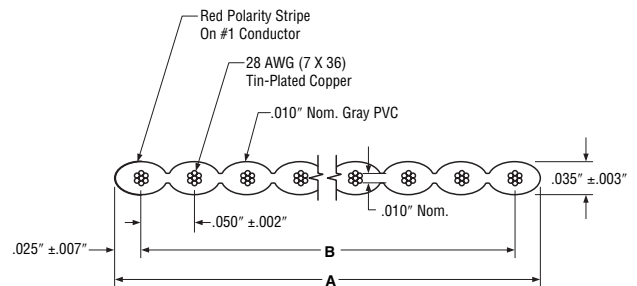 Red Polarity Stripe
On #1 Conductor
28 AWG (7 X 36)
Tin-Plated Copper
.010" Nom. Gray PVC
.035" ±.003"
.010" Nom.
.050" ±.002"
.025" ±.007"
B
A